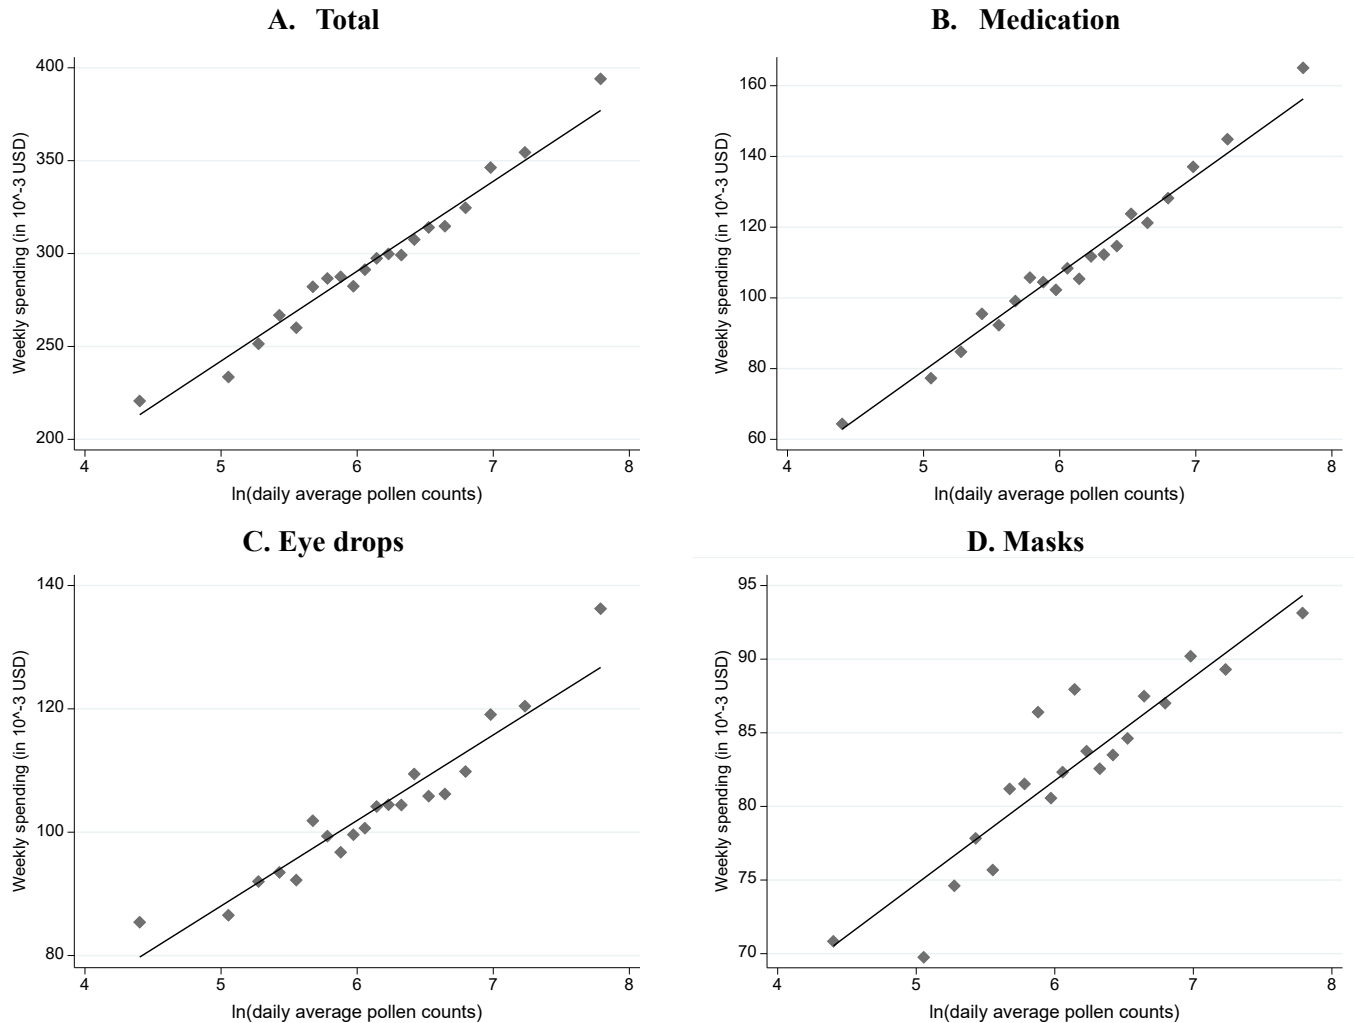 A. Total
400
350
300
250
200
Weekly spending (in 10^-3 USD)
4 5 6 7 8
ln(daily average pollen counts)
B. Medication
160
140
120
100
80
60
Weekly spending (in 10^-3 USD)
4 5 6 7 8
ln(daily average pollen counts)
C. Eye drops
140
120
100
80
Weekly spending (in 10^-3 USD)
4 5 6 7 8
ln(daily average pollen counts)
D. Masks
95
90
85
80
75
70
Weekly spending (in 10^-3 USD)
4 5 6 7 8
ln(daily average pollen counts)